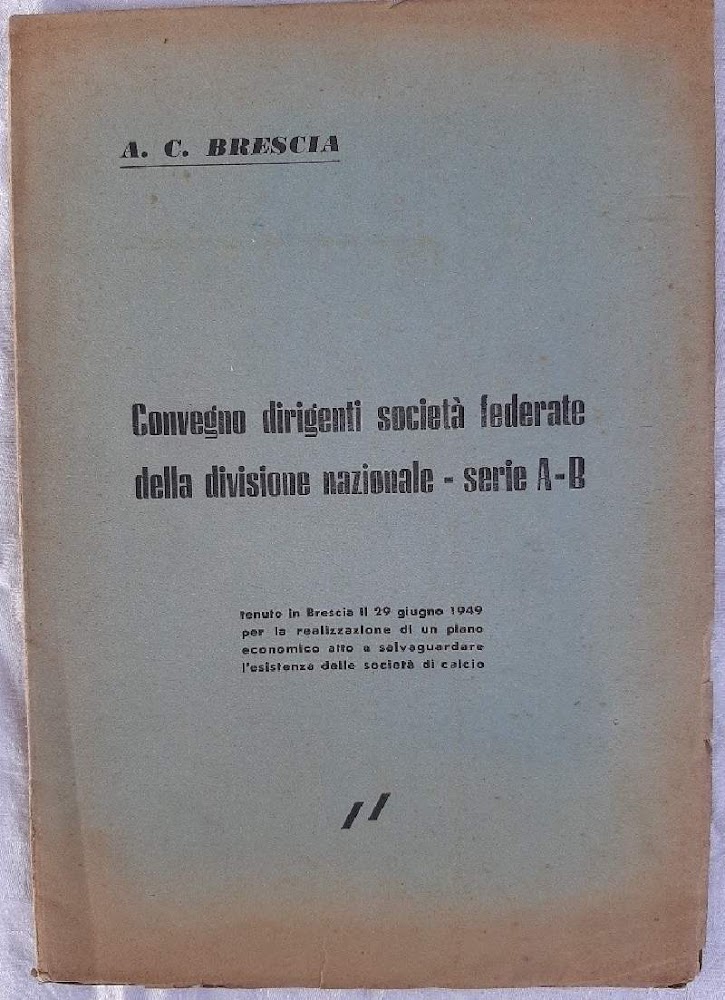 A. C. BRESCIA
Convegno dirigenti società federate
della divisione nazionale - serie A-B
tenuto in Brescia il 29 giugno 1949
per la realizzazione di un piano
economico atto a salvaguardare
l'esistenza delle società di calcio